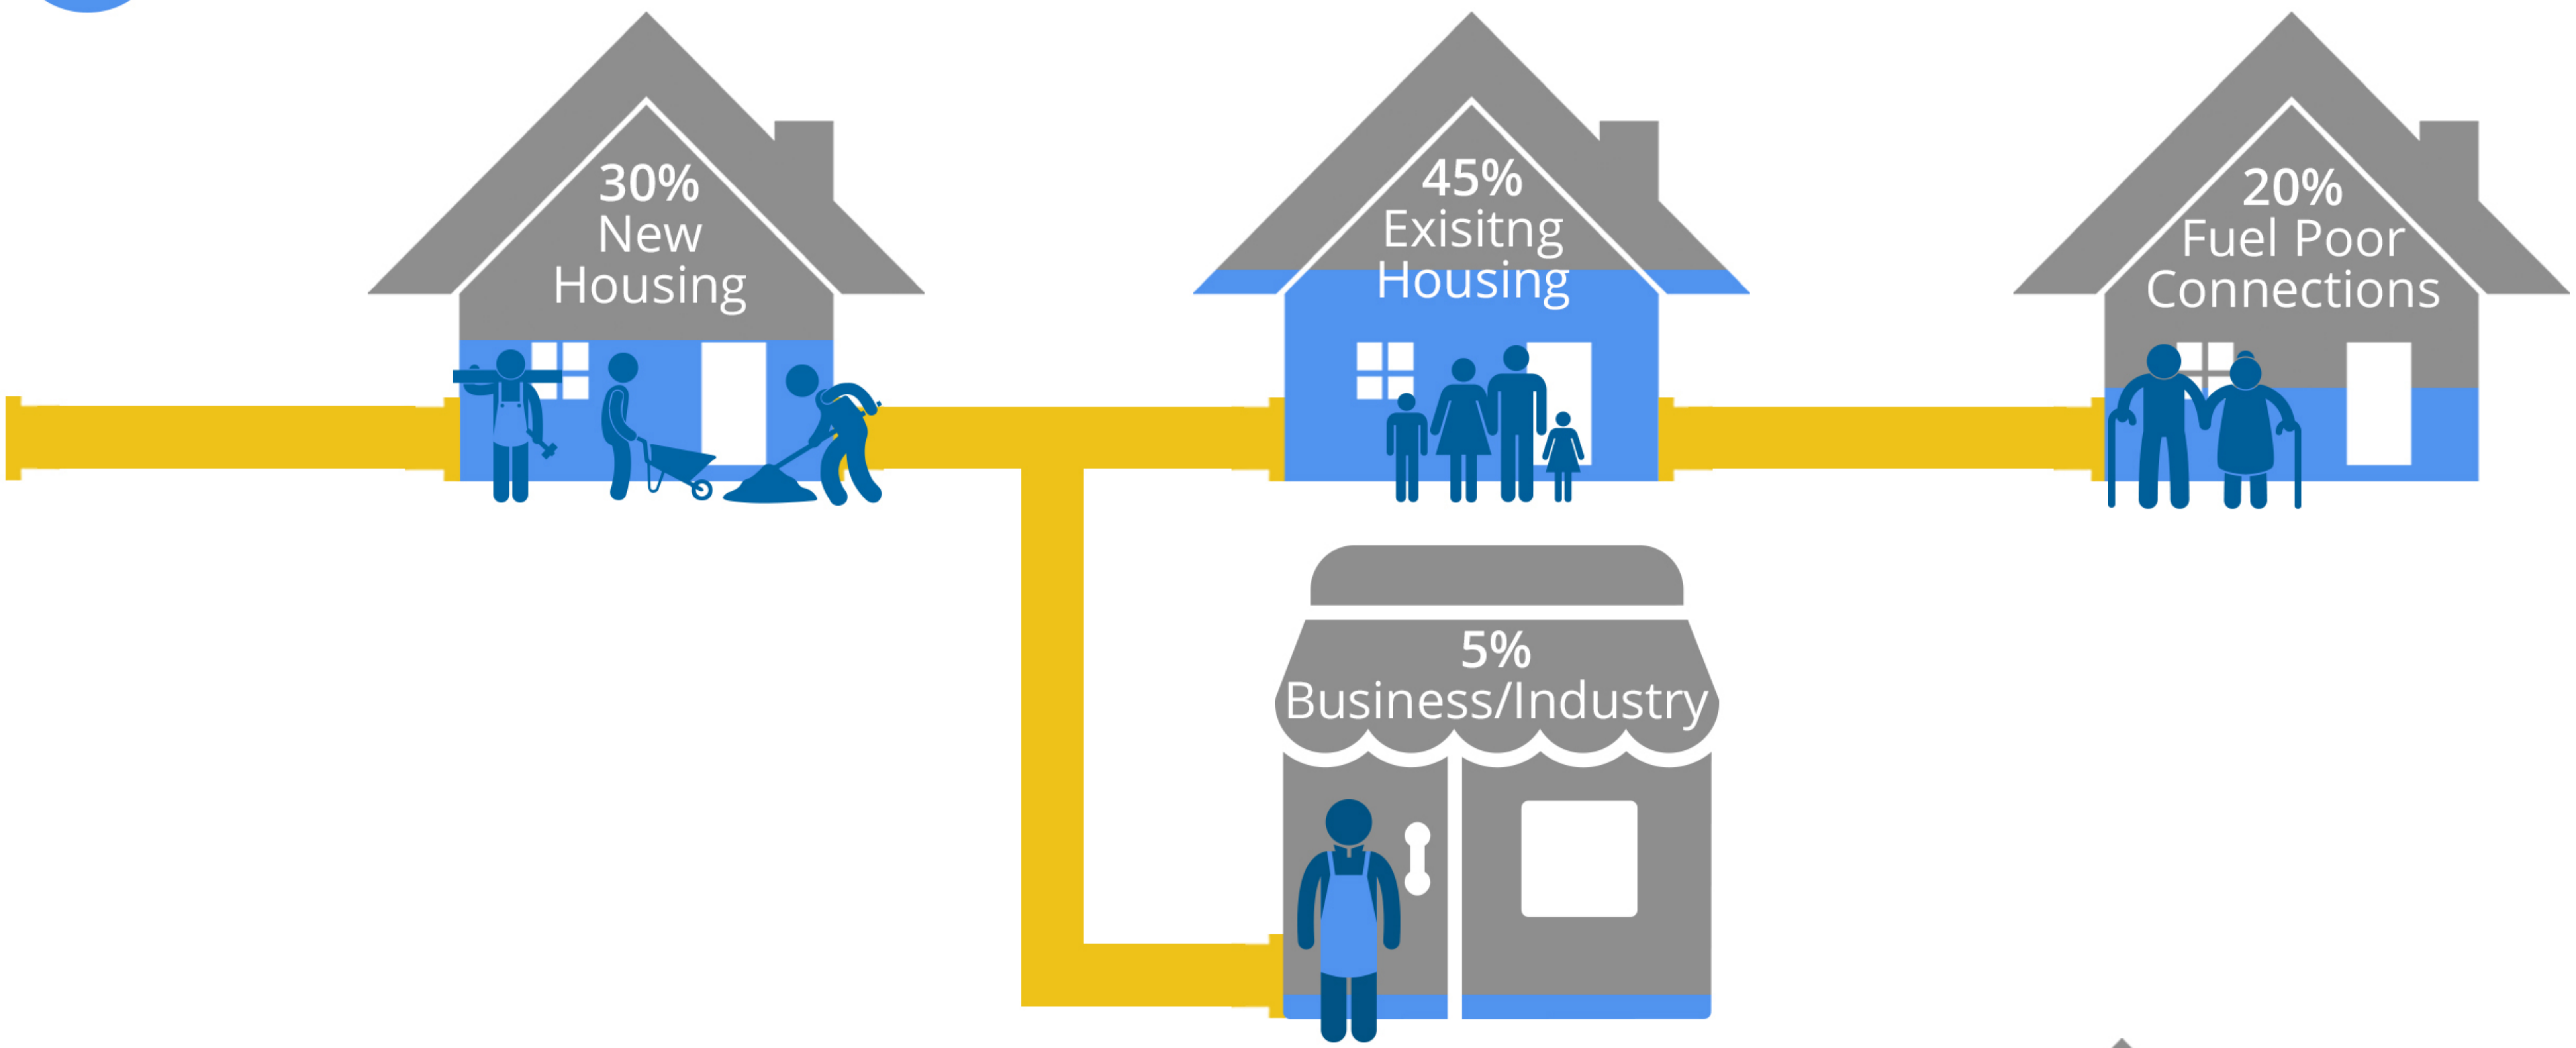 30%
New
Housing
45%
Exisitng
Housing
20%
Fuel Poor
Connections
5%
Business/Industry